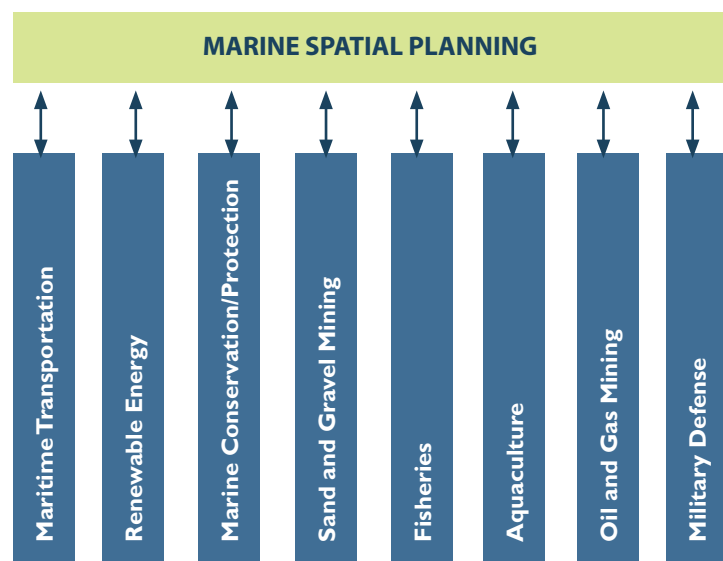 MARINE SPATIAL PLANNING
Maritime Transportation
Renewable Energy
Marine Conservation/Protection
Sand and Gravel Mining
Fisheries
Aquaculture
Oil and Gas Mining
Military Defense